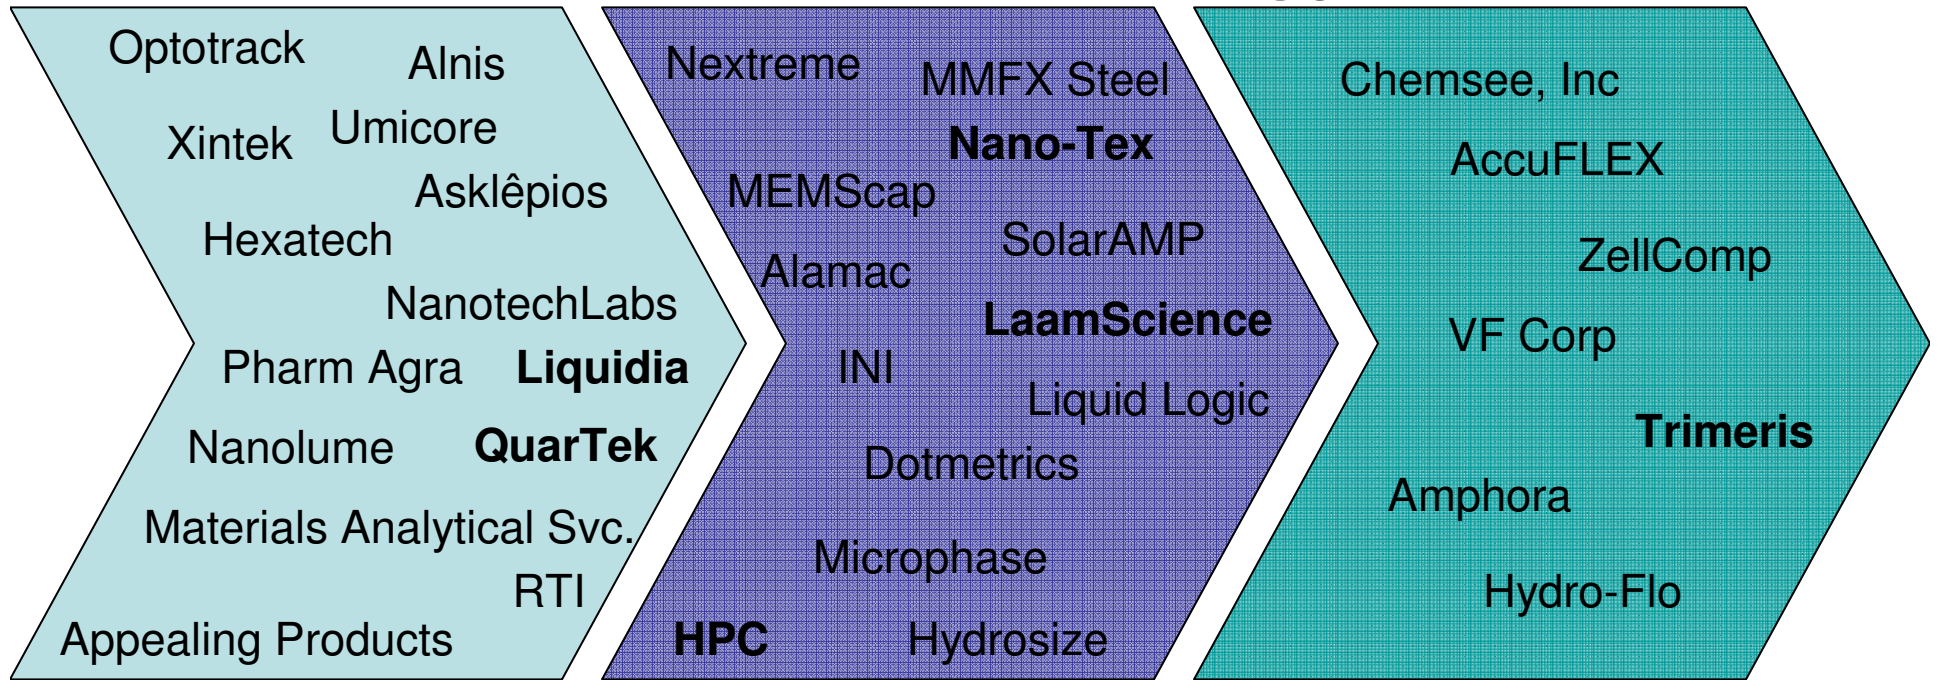 Optotrack
Alnis
Umicore
Xintek
Asklêpios
Hexatech
NanotechLabs
Pharm Agra
Liquidia
Nanolume
QuarTek
Materials Analytical Svc.
RTI
Appealing Products
Nextreme
MMFX Steel
Nano-Tex
MEMScap
SolarAMP
Alamac
LaamScience
INI
Liquid Logic
Dotmetrics
Microphase
HPC
Hydrosize
Chemsee, Inc
AccuFLEX
ZellComp
VF Corp
Trimeris
Amphora
Hydro-Flo